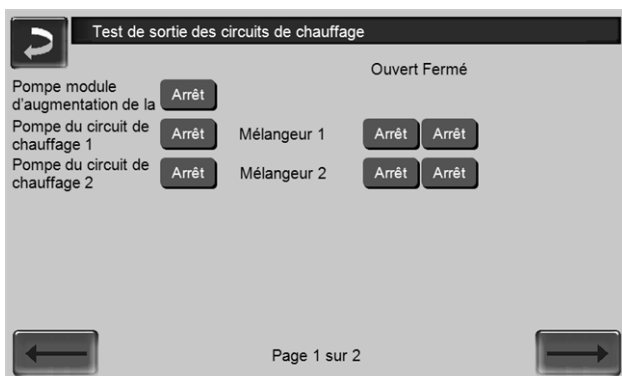 Test de sortie des circuits de chauffage
Ouvert Fermé
Pompe module
d'augmentation de la
Arrêt
Pompe du circuit de
chauffage 1
Arrêt
Mélangeur 1
Arrêt Arrêt
Pompe du circuit de
chauffage 2
Arrêt
Mélangeur 2
Arrêt Arrêt
Page 1 sur 2